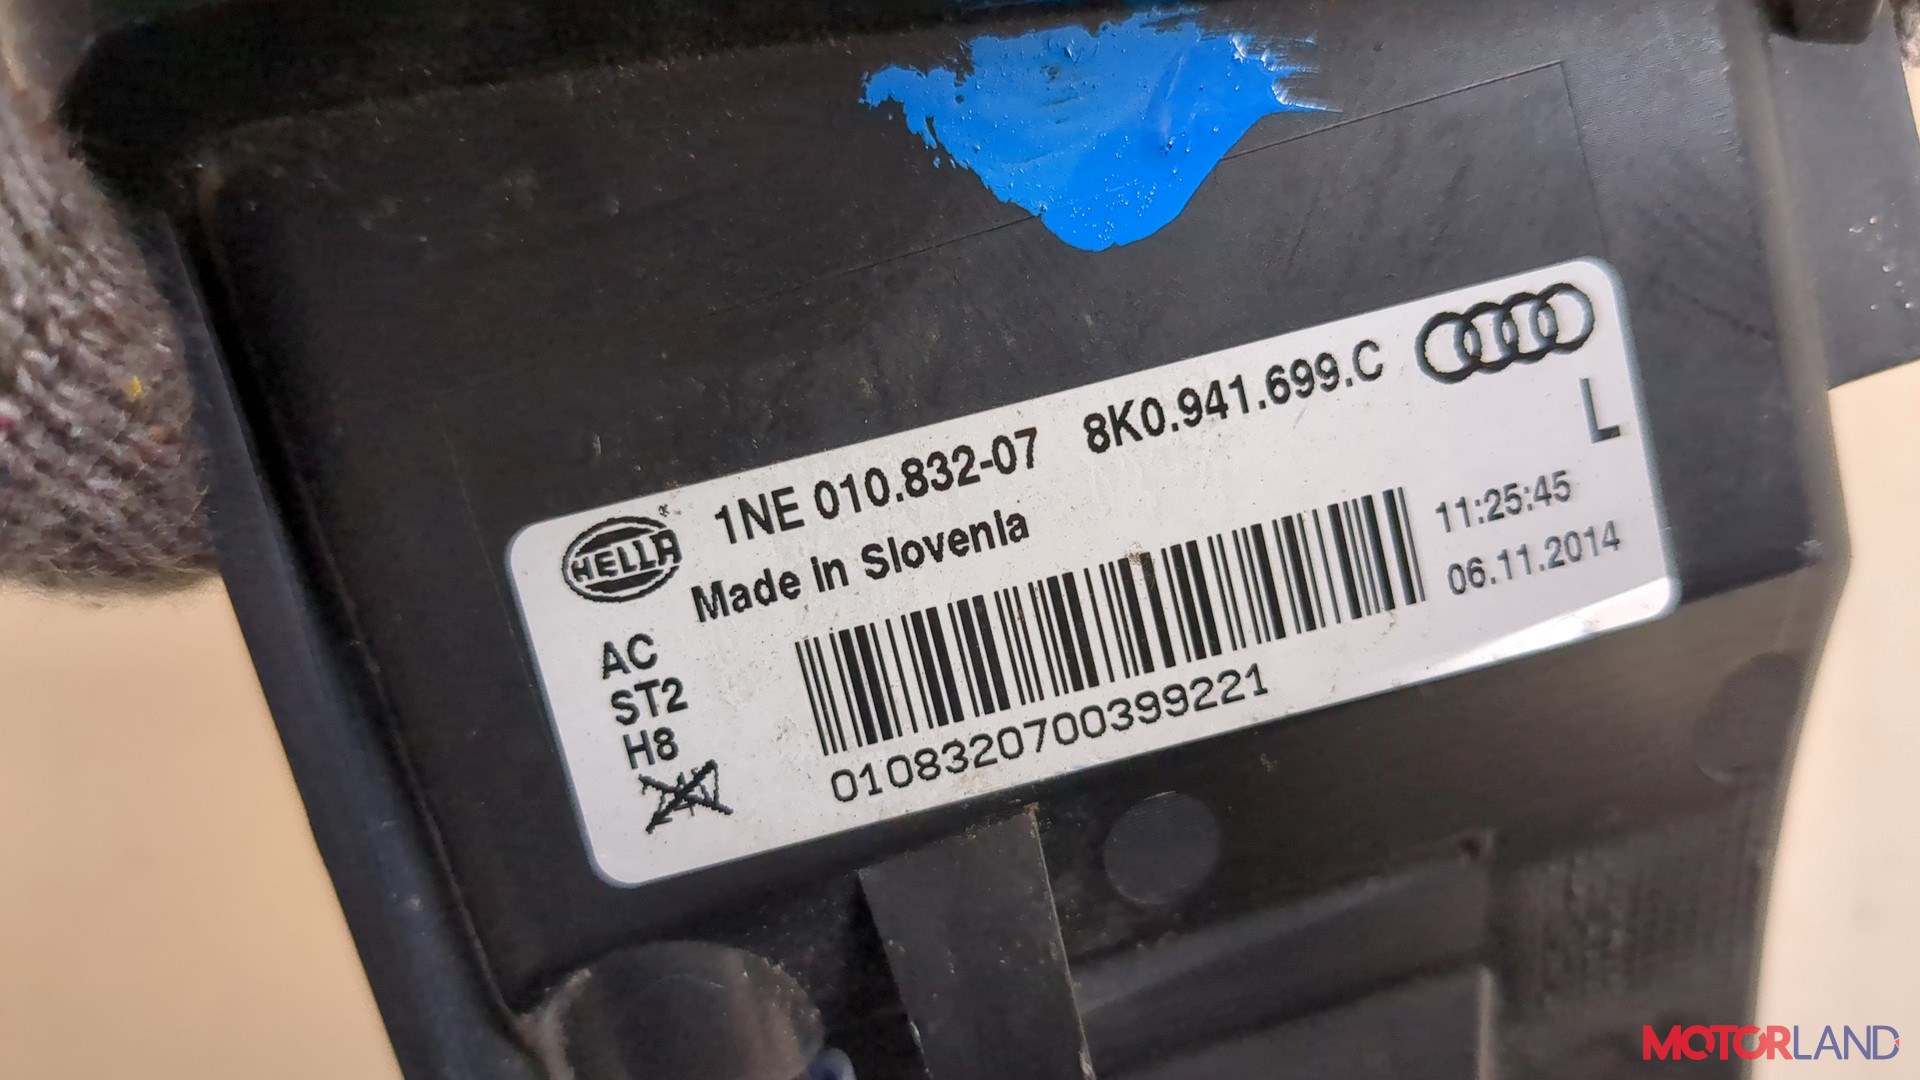 HELLA
1NE 010.832-07 8K0.941.699.C
L
Made in Slovenia
11:25:45
06.11.2014
AC
ST2
H8
0108320700399221
MOTORLAND